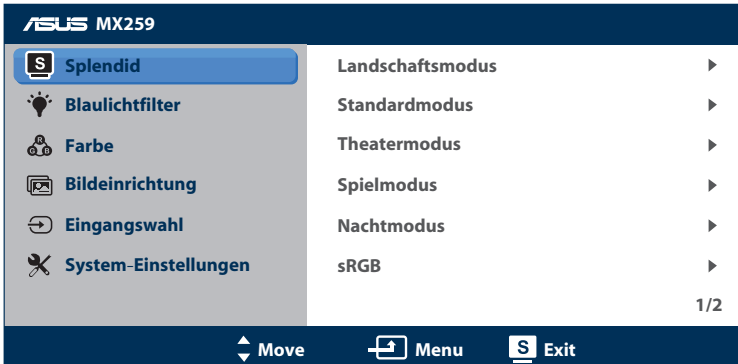 ASUS MX259
S Splendid
Blaulichtfilter
R G B Farbe
Bildeinrichtung
Eingangswahl
System-Einstellungen
Landschaftsmodus
Standardmodus
Theatermodus
Spielmodus
Nachtmodus
sRGB
1/2
Move
Menu
S Exit